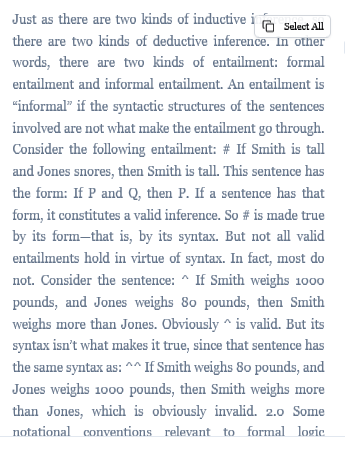 Just as there are two kinds of inductive
Select All
there are two kinds of deductive inference. In other
words, there are two kinds of entailment: formal
entailment and informal entailment. An entailment is
“informal” if the syntactic structures of the sentences
involved are not what make the entailment go through.
Consider the following entailment: # If Smith is tall
and Jones snores, then Smith is tall. This sentence has
the form: If P and Q, then P. If a sentence has that
form, it constitutes a valid inference. So # is made true
by its form—that is, by its syntax. But not all valid
entailments hold in virtue of syntax. In fact, most do
not. Consider the sentence: ^ If Smith weighs 1000
pounds, and Jones weighs 80 pounds, then Smith
weighs more than Jones. Obviously ^ is valid. But its
syntax isn’t what makes it true, since that sentence has
the same syntax as: ^^ If Smith weighs 80 pounds, and
Jones weighs 1000 pounds, then Smith weighs more
than Jones, which is obviously invalid. 2.0 Some
notational conventions relevant to formal logic